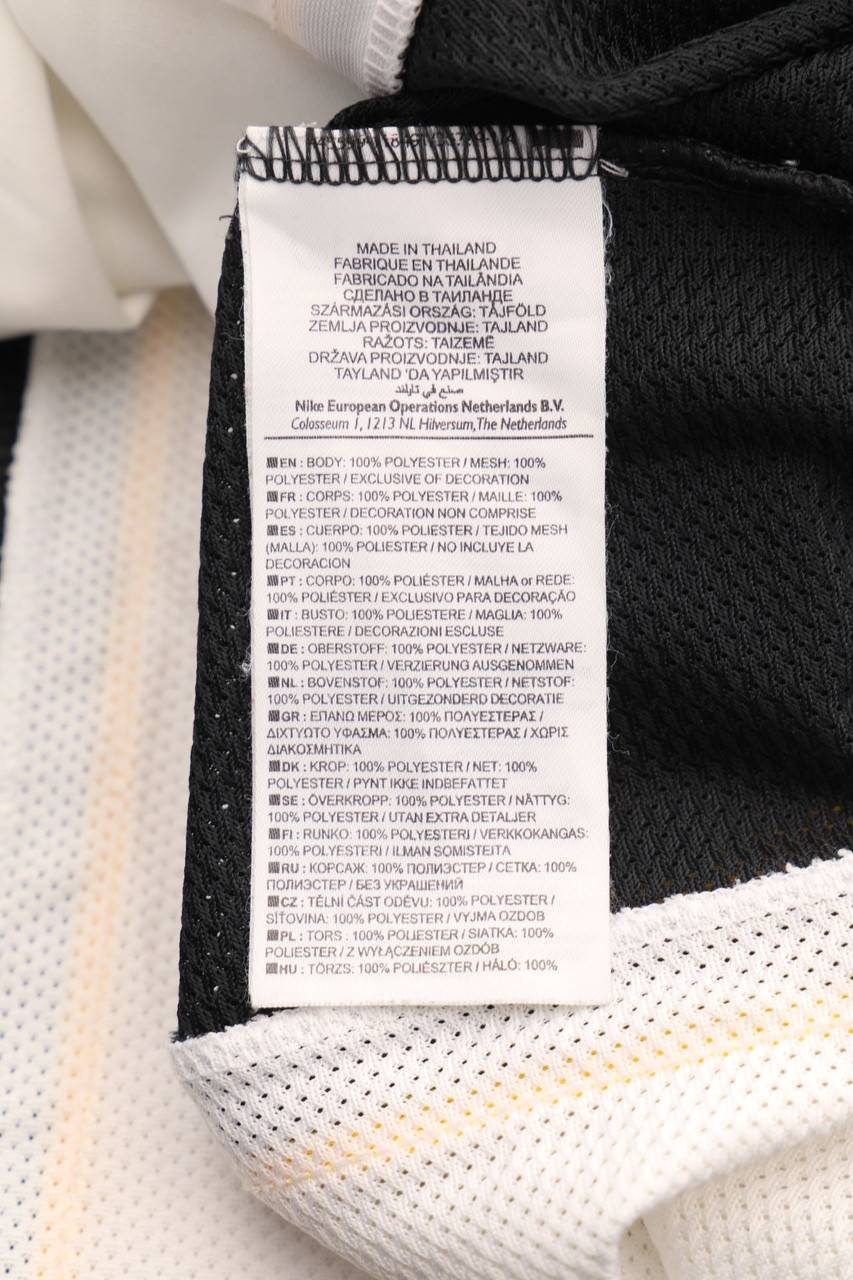 MADE IN THAILAND
FABRIQUE EN THAILANDE
FABRICADO NA TAILÂNDIA
СДЕЛАНО В ТАИЛАНДЕ
SZÁRMAZÁSI ORSZÁG: TÁJFÖLD
ZEMLJA PROIZVODNJE: TAJLAND
RAŽOTS: TAIZEMĒ
DRŽAVA PROIZVODNJE: TAJLAND
TAYLAND 'DA YAPILMIŞTIR
صنع في تايلند
Nike European Operations Netherlands B.V.
Colosseum 1, 1213 NL Hilversum, The Netherlands
EN : BODY: 100% POLYESTER / MESH: 100%
POLYESTER / EXCLUSIVE OF DECORATION
FR : CORPS: 100% POLYESTER / MAILLE: 100%
POLYESTER / DECORATION NON COMPRISE
ES : CUERPO: 100% POLIESTER / TEJIDO MESH
(MALLA): 100% POLIESTER / NO INCLUYE LA
DECORACION
PT : CORPO: 100% POLIÉSTER / MALHA or REDE:
100% POLIÉSTER / EXCLUSIVO PARA DECORAÇÃO
IT : BUSTO: 100% POLIESTERE / MAGLIA: 100%
POLIESTERE / DECORAZIONI ESCLUSE
DE : OBERSTOFF: 100% POLYESTER / NETZWARE:
100% POLYESTER / VERZIERUNG AUSGENOMMEN
NL : BOVENSTOF: 100% POLYESTER / NETSTOF:
100% POLYESTER / UITGEZONDERD DECORATIE
GR : ΕΠΑΝΩ ΜΕΡΟΣ: 100% ΠΟΛΥΕΣΤΕΡΑΣ /
ΔΙΧΤΥΩΤΟ ΥΦΑΣΜΑ: 100% ΠΟΛΥΕΣΤΕΡΑΣ / ΧΩΡΙΣ
ΔΙΑΚΟΣΜΗΤΙΚΑ
DK : KROP: 100% POLYESTER / NET: 100%
POLYESTER / PYNT IKKE INDBEFATTET
SE : ÖVERKROPP: 100% POLYESTER / NÄTTYG:
100% POLYESTER / UTAN EXTRA DETALJER
FI : RUNKO: 100% POLYESTERI / VERKKOKANGAS:
100% POLYESTERI / ILMAN SOMISTEITA
RU : КОРСАЖ: 100% ПОЛИЭСТЕР / СЕТКА: 100%
ПОЛИЭСТЕР / БЕЗ УКРАШЕНИЙ
CZ : TĚLNÍ ČÁST ODĚVU: 100% POLYESTER /
SÍŤOVINA: 100% POLYESTER / VYJMA OZDOB
PL : TORS : 100% POLIESTER / SIATKA: 100%
POLIESTER / Z WYŁĄCZENIEM OZDÓB
HU : TÖRZS: 100% POLIÉSZTER / HÁLÓ: 100%